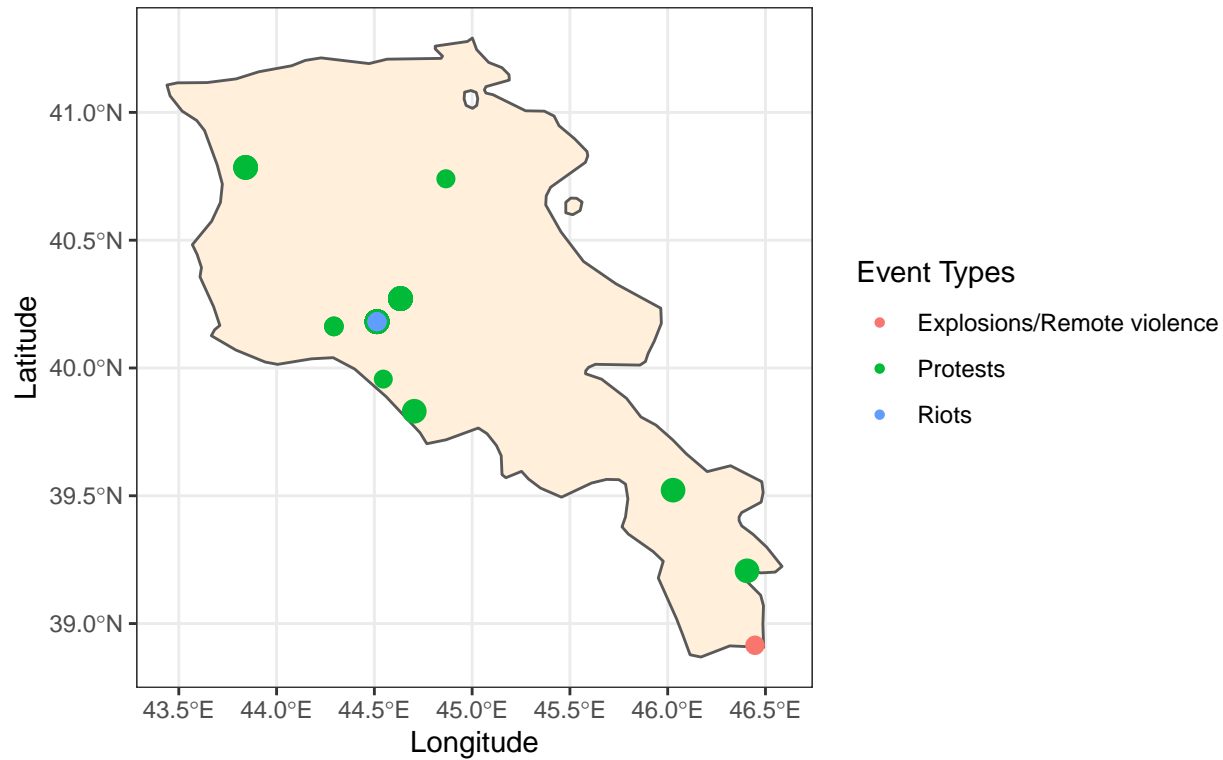 41.0°N
40.5°N
40.0°N
39.5°N
39.0°N
Latitude
43.5°E 44.0°E 44.5°E 45.0°E 45.5°E 46.0°E 46.5°E
Longitude
Event Types
Explosions/Remote violence
Protests
Riots